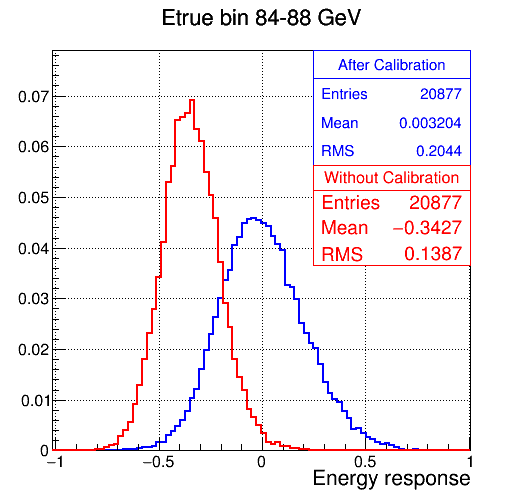 Etrue bin 84-88 GeV
After Calibration
Entries 20877
Mean 0.003204
RMS 0.2044
Without Calibration
Entries 20877
Mean −0.3427
RMS 0.1387
0.07
0.06
0.05
0.04
0.03
0.02
0.01
0
−1 −0.5 0 0.5 1
Energy response